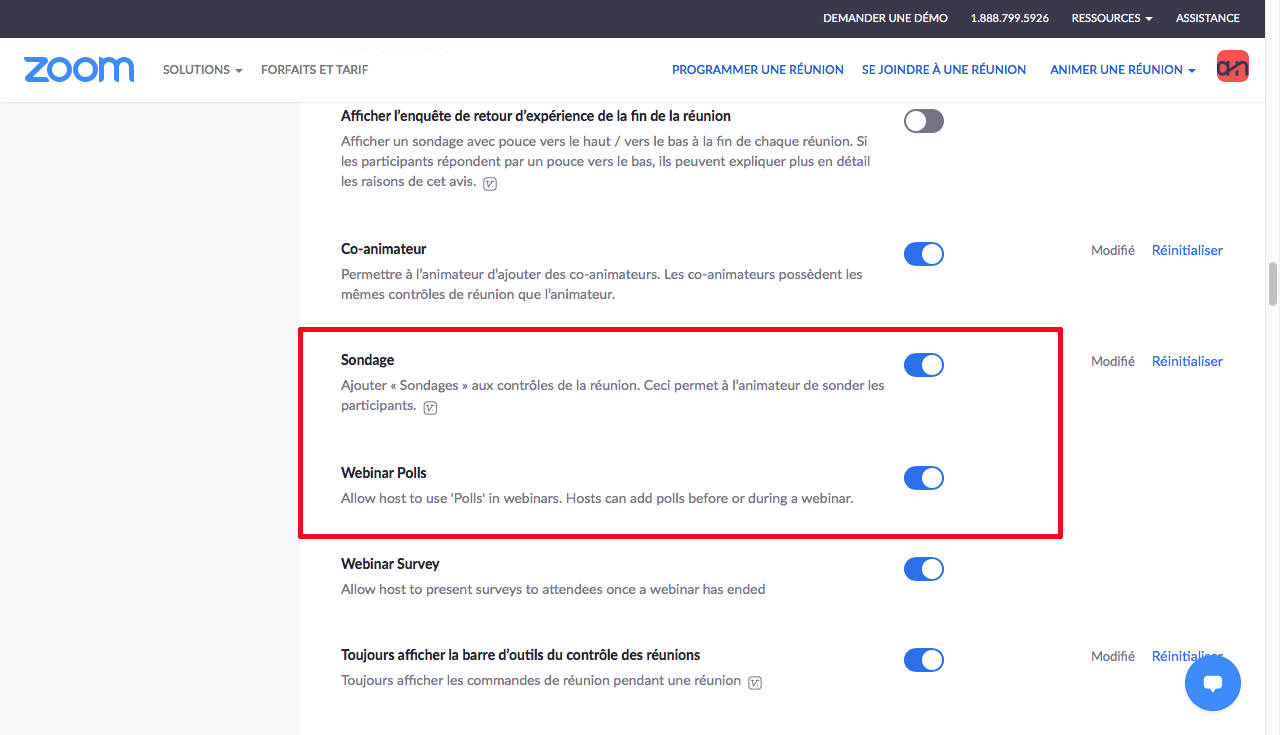 DEMANDER UNE DÉMO 1.888.799.5926 RESSOURCES ASSISTANCE
zoom SOLUTIONS FORFAITS ET TARIF PROGRAMMER UNE RÉUNION SE JOINDRE À UNE RÉUNION ANIMER UNE RÉUNION
Afficher l’enquête de retour d’expérience de la fin de la réunion
Afficher un sondage avec pouce vers le haut / vers le bas à la fin de chaque réunion. Si
les participants répondent par un pouce vers le bas, ils peuvent expliquer plus en détail
les raisons de cet avis.
Co-animateur Modifié Réinitialiser
Permettre à l’animateur d’ajouter des co-animateurs. Les co-animateurs possèdent les
mêmes contrôles de réunion que l’animateur.
Sondage Modifié Réinitialiser
Ajouter « Sondages » aux contrôles de la réunion. Ceci permet à l’animateur de sonder les
participants.
Webinar Polls
Allow host to use 'Polls' in webinars. Hosts can add polls before or during a webinar.
Webinar Survey
Allow host to present surveys to attendees once a webinar has ended
Toujours afficher la barre d’outils du contrôle des réunions Modifié Réinitialiser
Toujours afficher les commandes de réunion pendant une réunion